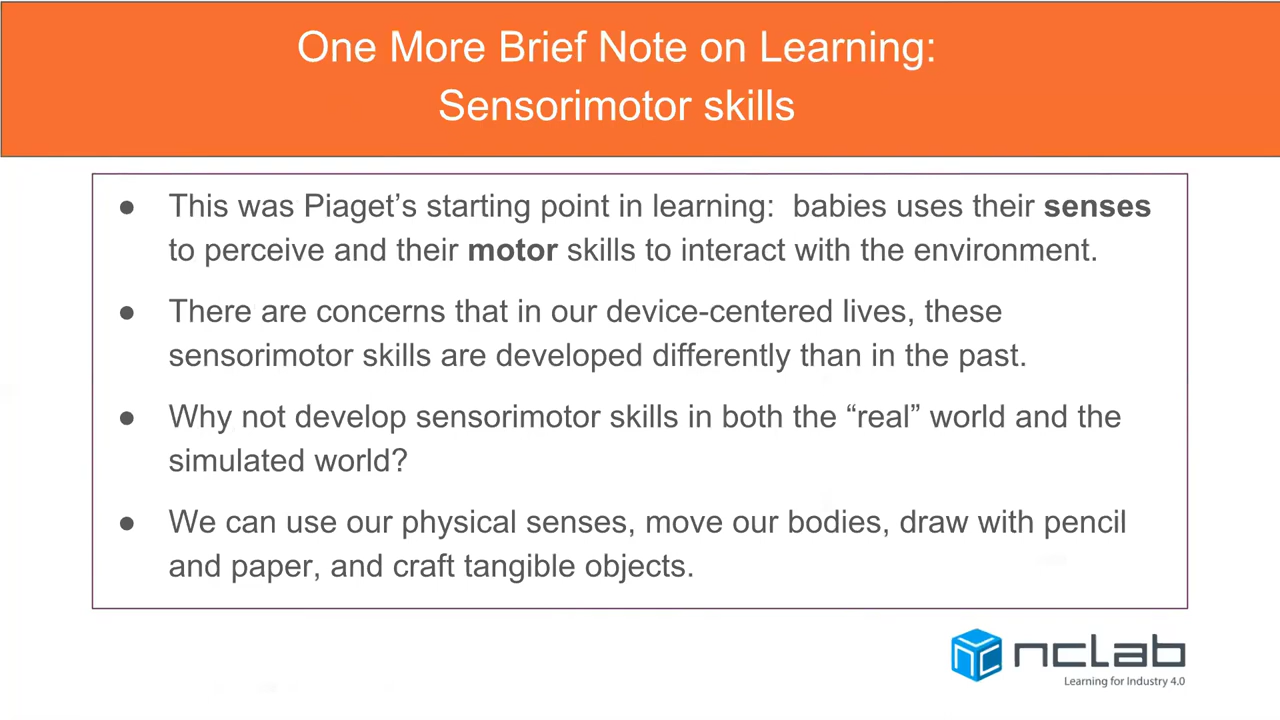 One More Brief Note on Learning:
Sensorimotor skills
● This was Piaget’s starting point in learning:  babies uses their senses
to perceive and their motor skills to interact with the environment.
● There are concerns that in our device-centered lives, these
sensorimotor skills are developed differently than in the past.
● Why not develop sensorimotor skills in both the “real” world and the
simulated world?
● We can use our physical senses, move our bodies, draw with pencil
and paper, and craft tangible objects.
nc nclab
Learning for Industry 4.0